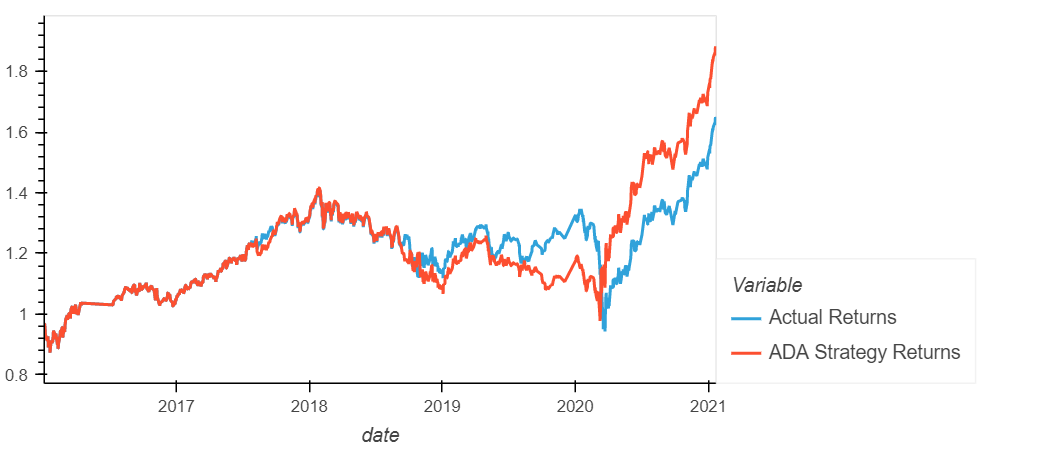 1.8
1.6
1.4
1.2
1
0.8
2017 2018 2019 2020 2021
date
Variable
Actual Returns
ADA Strategy Returns